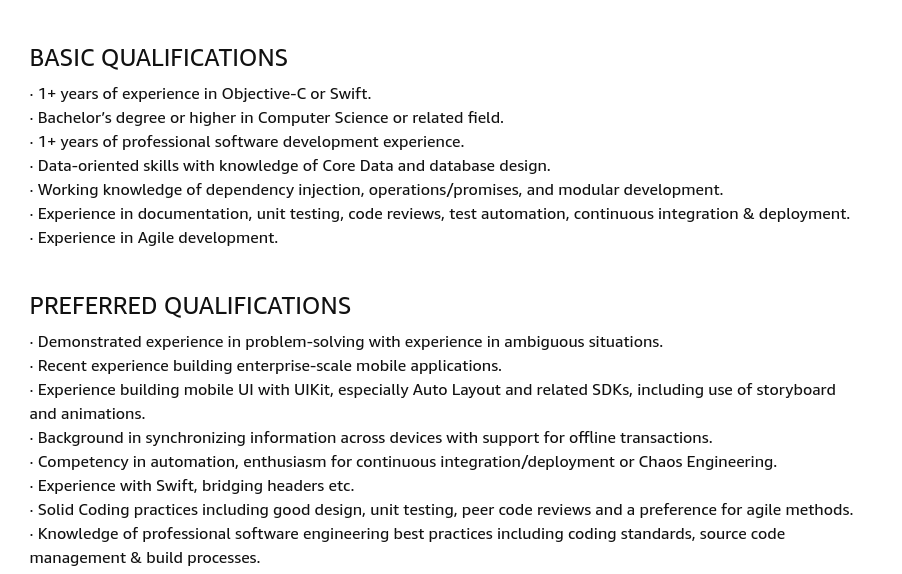 BASIC QUALIFICATIONS
· 1+ years of experience in Objective-C or Swift.
· Bachelor’s degree or higher in Computer Science or related field.
· 1+ years of professional software development experience.
· Data-oriented skills with knowledge of Core Data and database design.
· Working knowledge of dependency injection, operations/promises, and modular development.
· Experience in documentation, unit testing, code reviews, test automation, continuous integration & deployment.
· Experience in Agile development.
PREFERRED QUALIFICATIONS
· Demonstrated experience in problem-solving with experience in ambiguous situations.
· Recent experience building enterprise-scale mobile applications.
· Experience building mobile UI with UIKit, especially Auto Layout and related SDKs, including use of storyboard
and animations.
· Background in synchronizing information across devices with support for offline transactions.
· Competency in automation, enthusiasm for continuous integration/deployment or Chaos Engineering.
· Experience with Swift, bridging headers etc.
· Solid Coding practices including good design, unit testing, peer code reviews and a preference for agile methods.
· Knowledge of professional software engineering best practices including coding standards, source code
management & build processes.